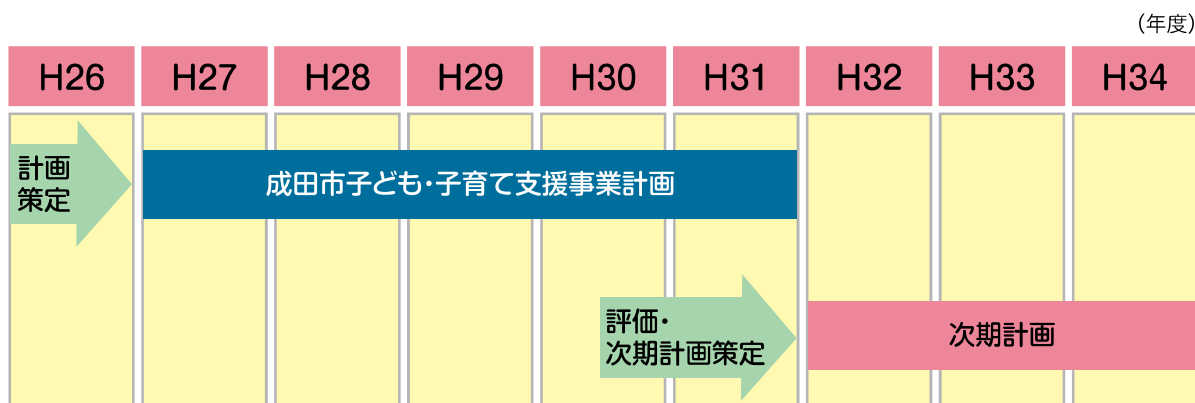 (年度)
H26 H27 H28 H29 H30 H31 H32 H33 H34
計画
策定
成田市子ども・子育て支援事業計画
評価・
次期計画策定
次期計画